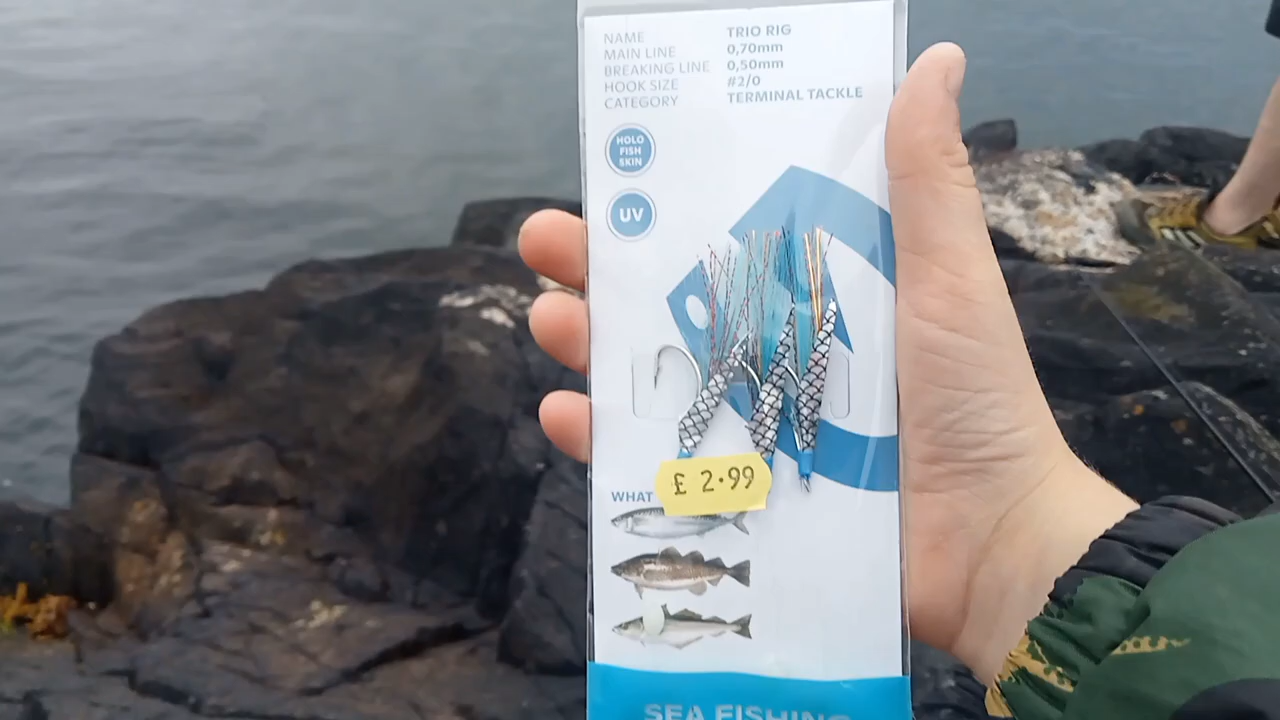 NAME TRIO RIG
MAIN LINE 0,70mm
BREAKING LINE 0,50mm
HOOK SIZE #2/0
CATEGORY TERMINAL TACKLE
HOLO
FISH
SKIN
UV
£ 2.99
WHAT
SEA FISHING